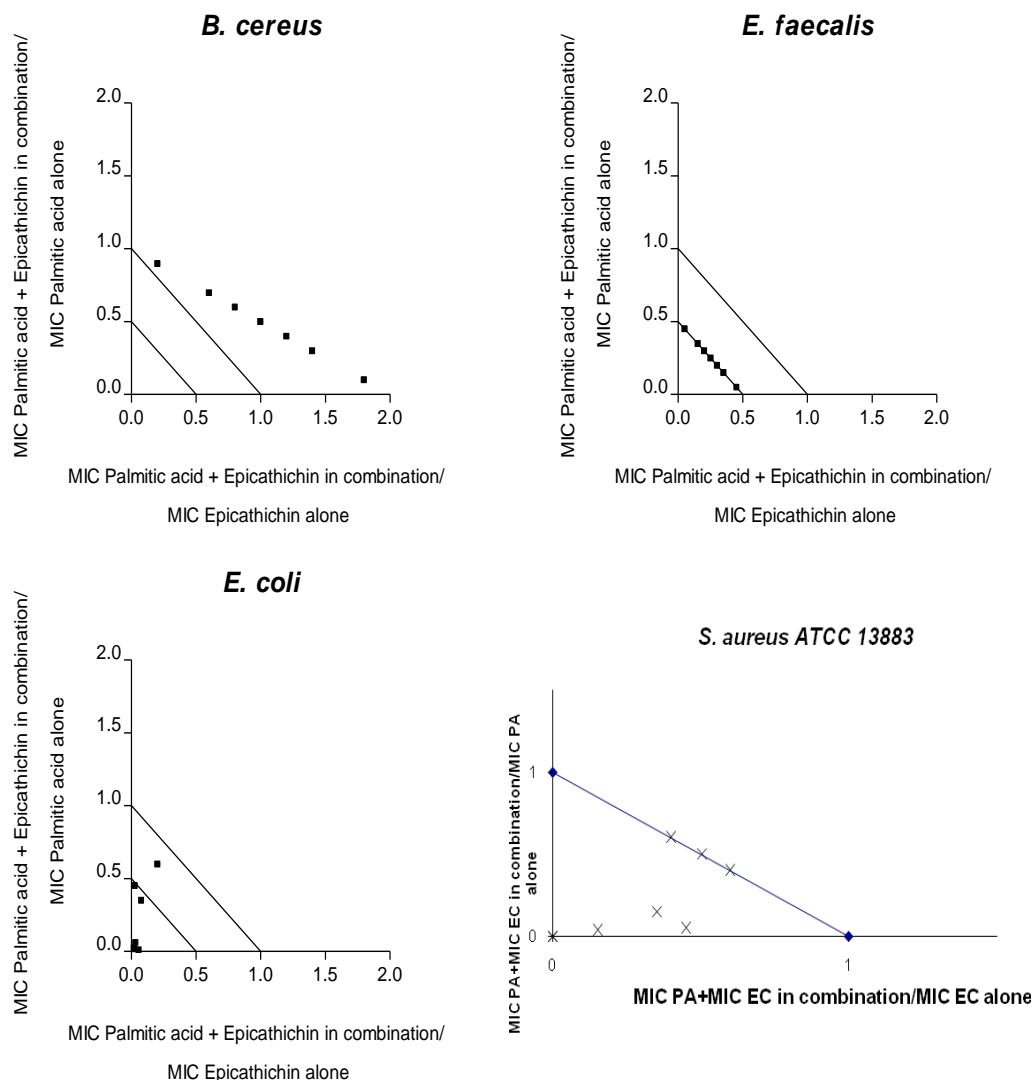 B. cereus
MIC Palmitic acid + Epicathichin in combination/
MIC Palmitic acid alone
2.0
1.5
1.0
0.5
0.0
0.0 0.5 1.0 1.5 2.0
MIC Palmitic acid + Epicathichin in combination/
MIC Epicathichin alone
E. faecalis
MIC Palmitic acid + Epicathichin in combination/
MIC Palmitic acid alone
2.0
1.5
1.0
0.5
0.0
0.0 0.5 1.0 1.5 2.0
MIC Palmitic acid + Epicathichin in combination/
MIC Epicathichin alone
E. coli
MIC Palmitic acid + Epicathichin in combination/
MIC Palmitic acid alone
2.0
1.5
1.0
0.5
0.0
0.0 0.5 1.0 1.5 2.0
MIC Palmitic acid + Epicathichin in combination/
MIC Epicathichin alone
S. aureus ATCC 13883
MIC PA+MIC EC in combination/MIC PA
alone
1
0
0 1
MIC PA+MIC EC in combination/MIC EC alone